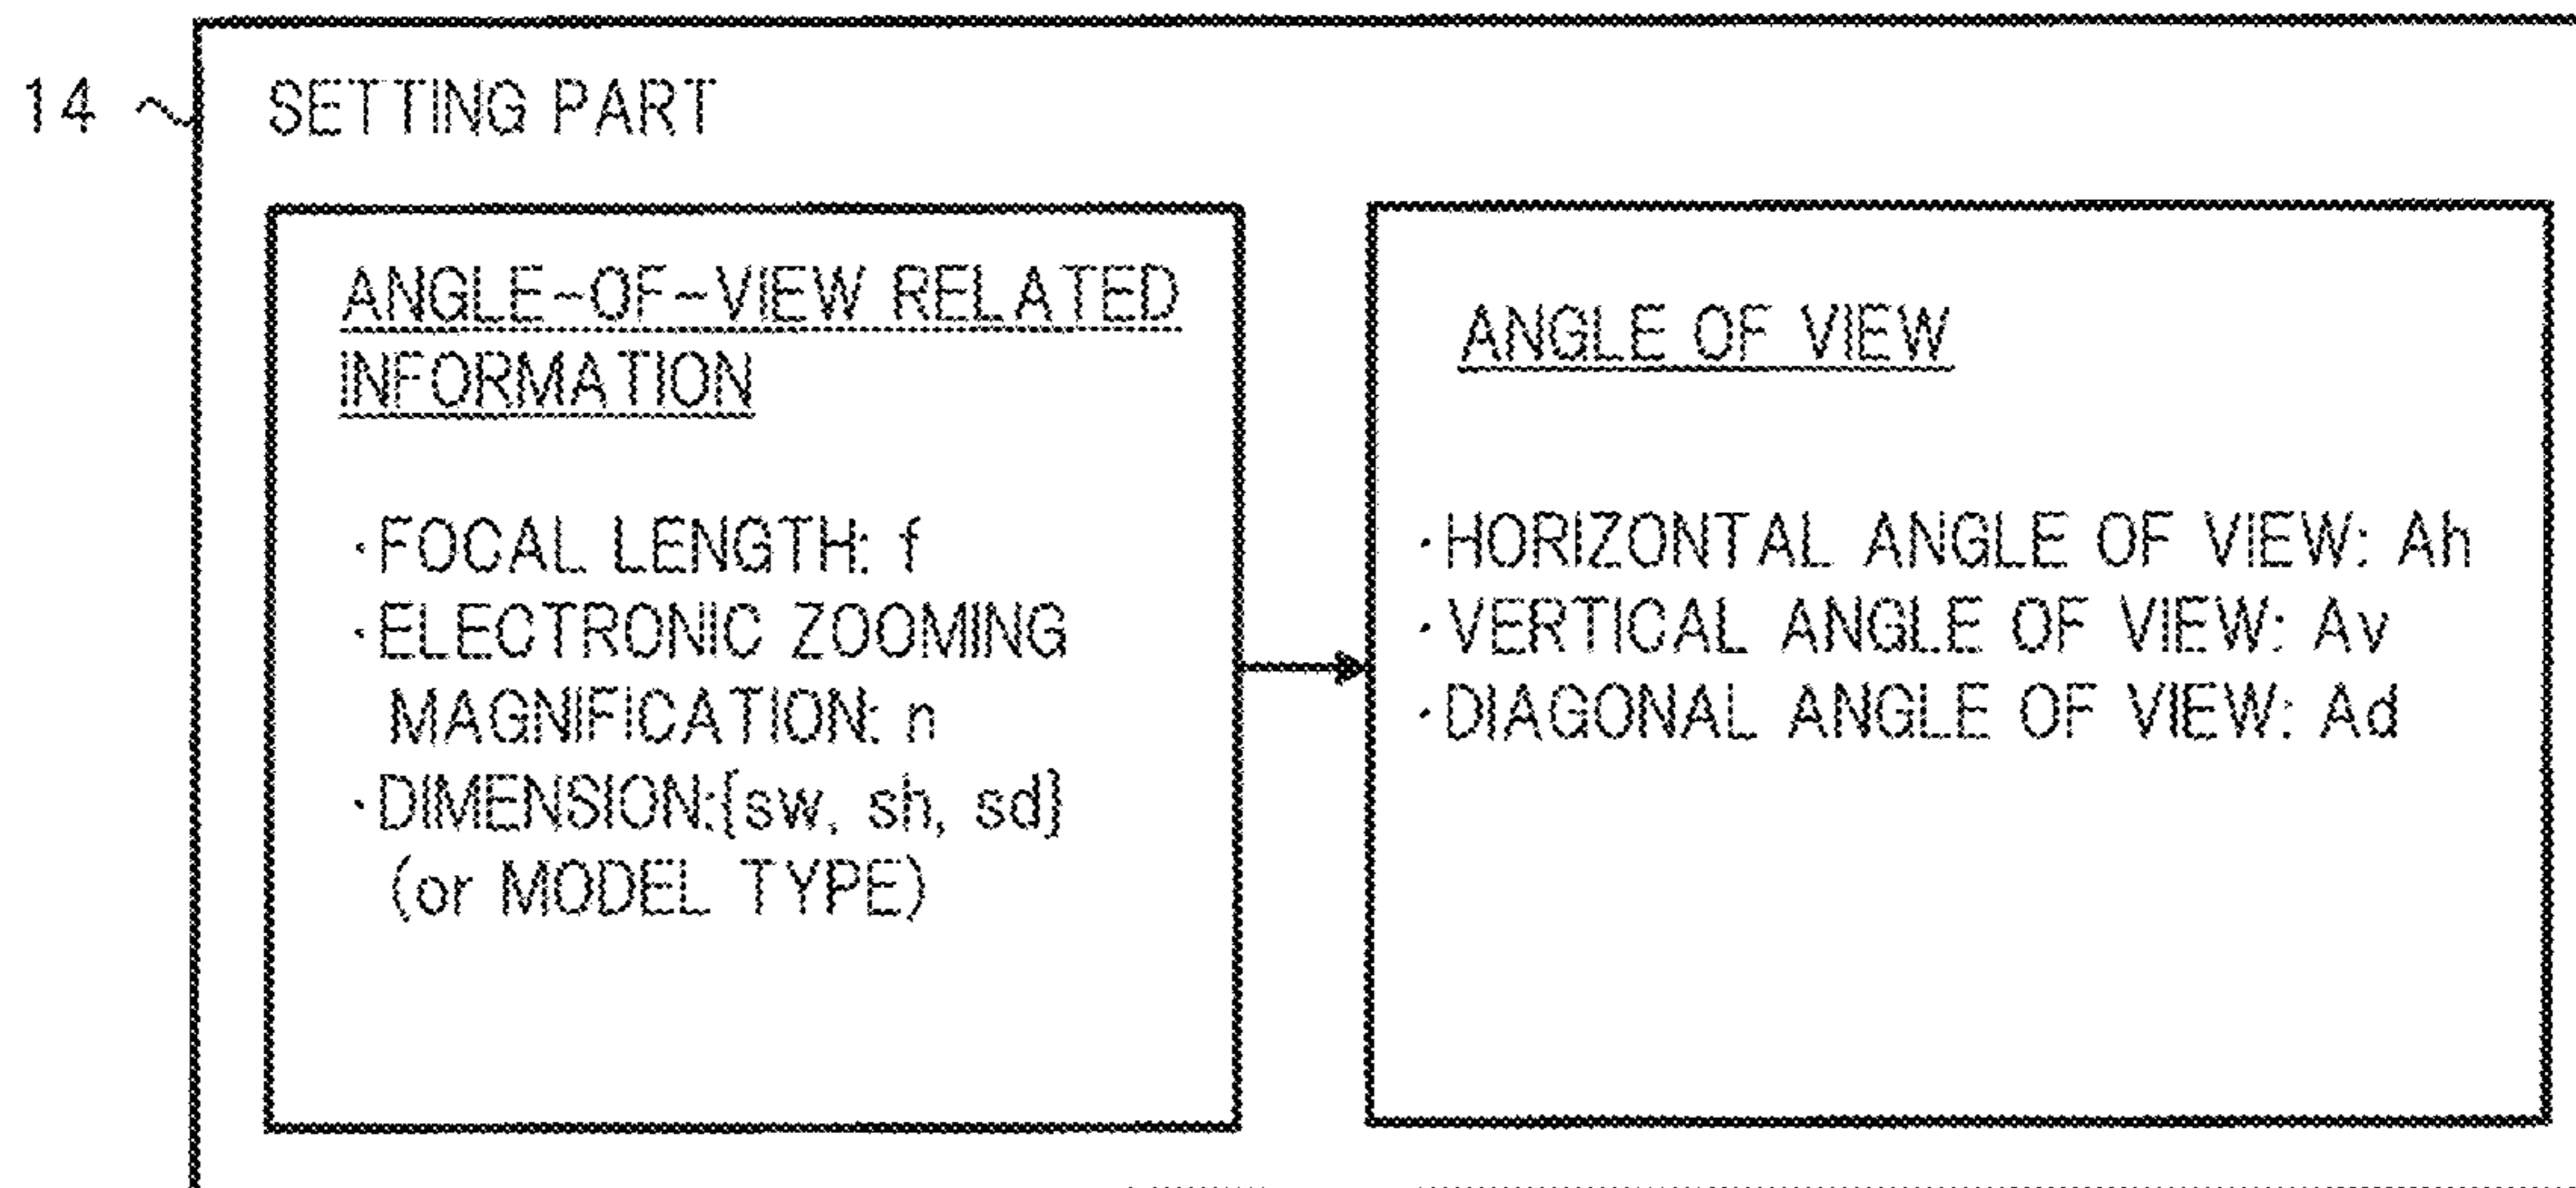 14
SETTING PART
ANGLE-OF-VIEW RELATED
INFORMATION
·FOCAL LENGTH: f
·ELECTRONIC ZOOMING
MAGNIFICATION: n
·DIMENSION:{sw, sh, sd}
(or MODEL TYPE)
ANGLE OF VIEW
·HORIZONTAL ANGLE OF VIEW: Ah
·VERTICAL ANGLE OF VIEW: Av
·DIAGONAL ANGLE OF VIEW: Ad